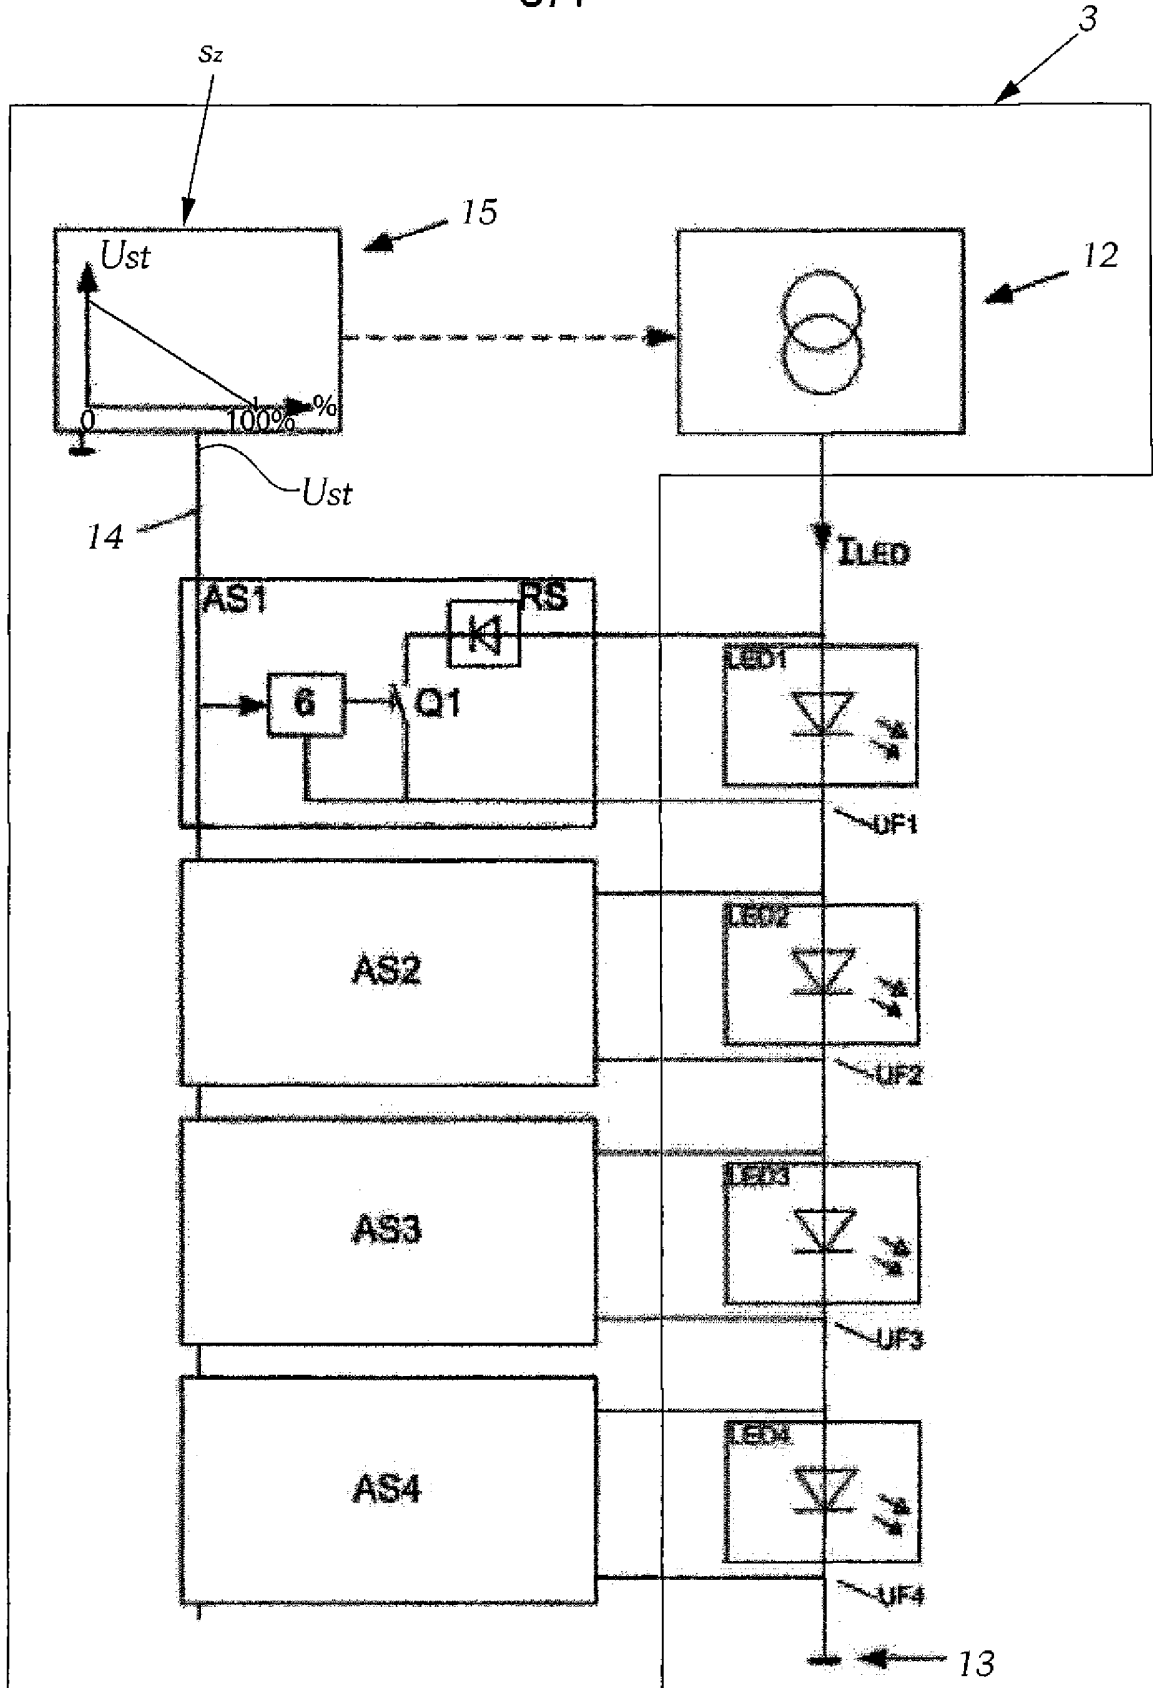 3
Sz
15
Ust
12
%
0
100%
Ust
14
ILED
AS1
RS
LED1
6
Q1
UF1
LED2
AS2
UF2
LED3
AS3
UF3
LED4
AS4
UF4
13